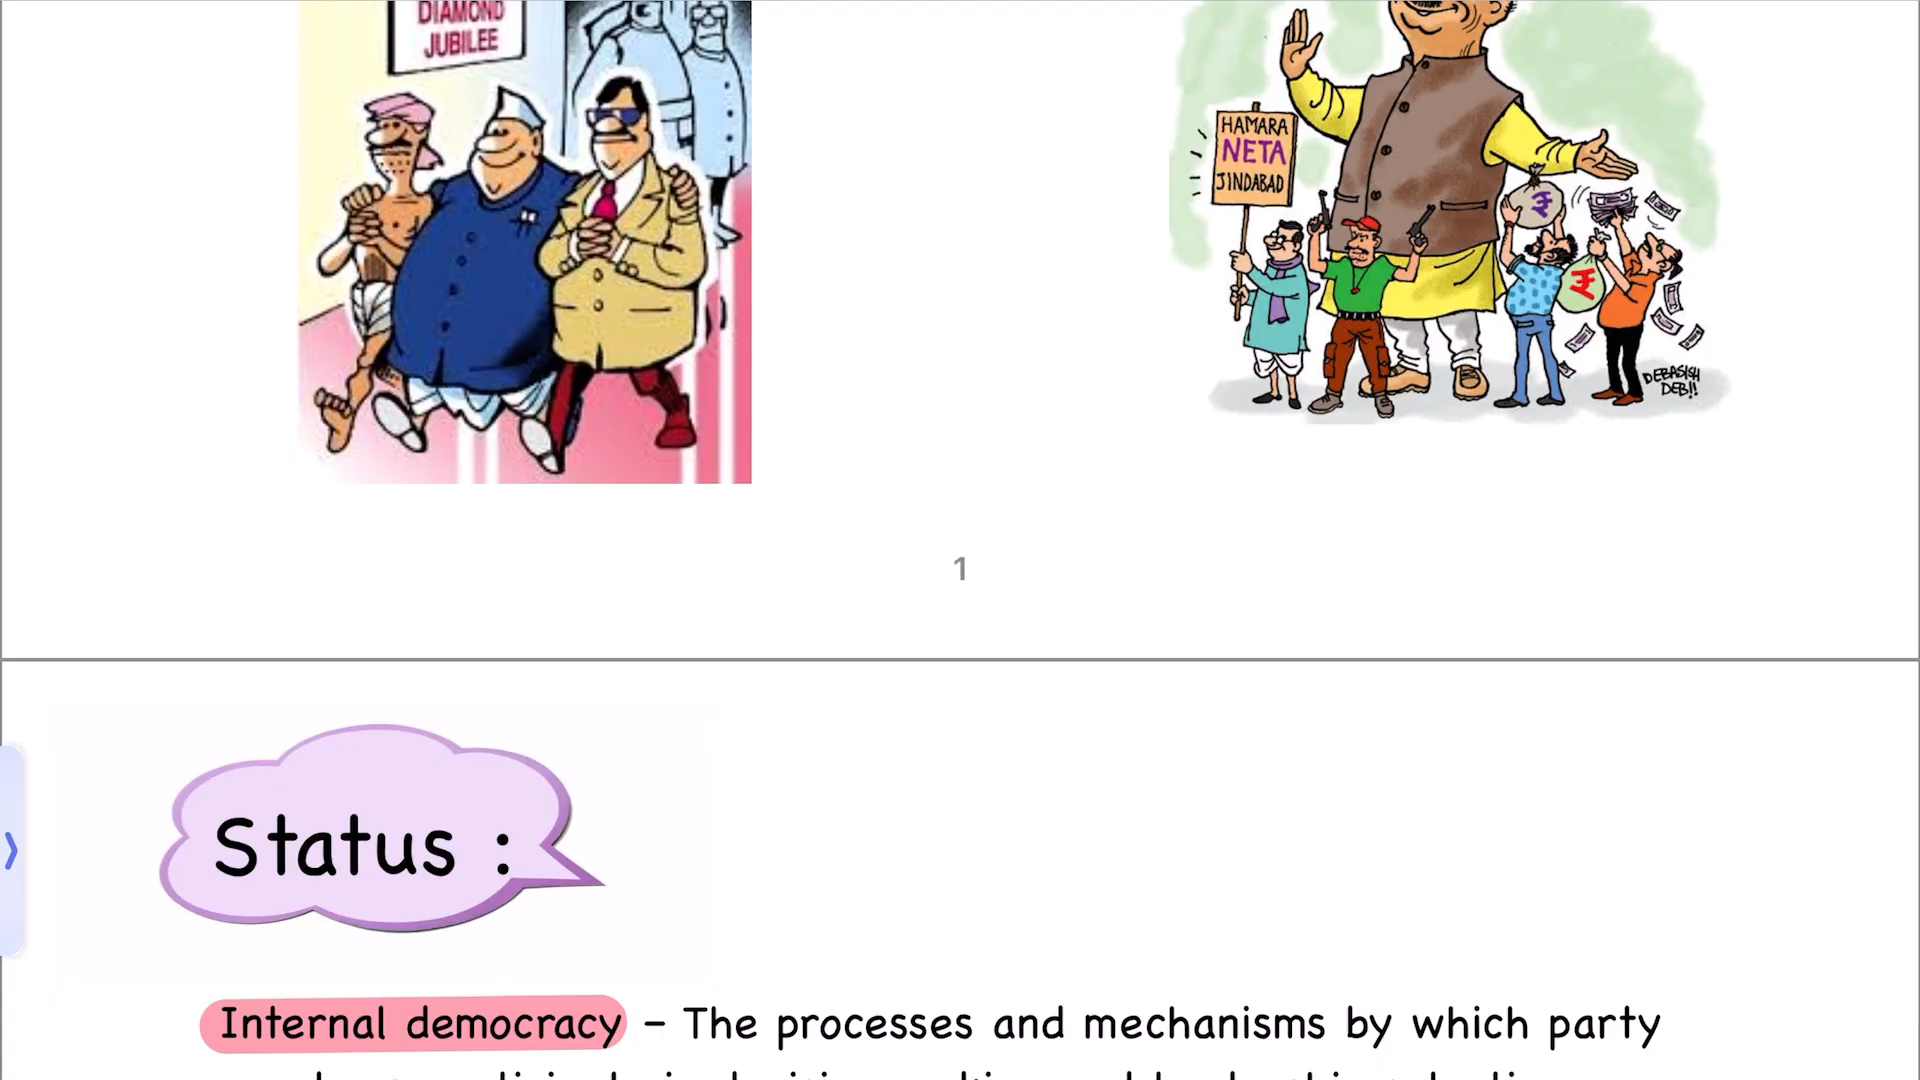 DIAMOND
JUBILEE
HAMARA
NETA
JINDABAD
₹
₹
DEBASISH
DEB!!
1
Status :
Internal democracy – The processes and mechanisms by which party